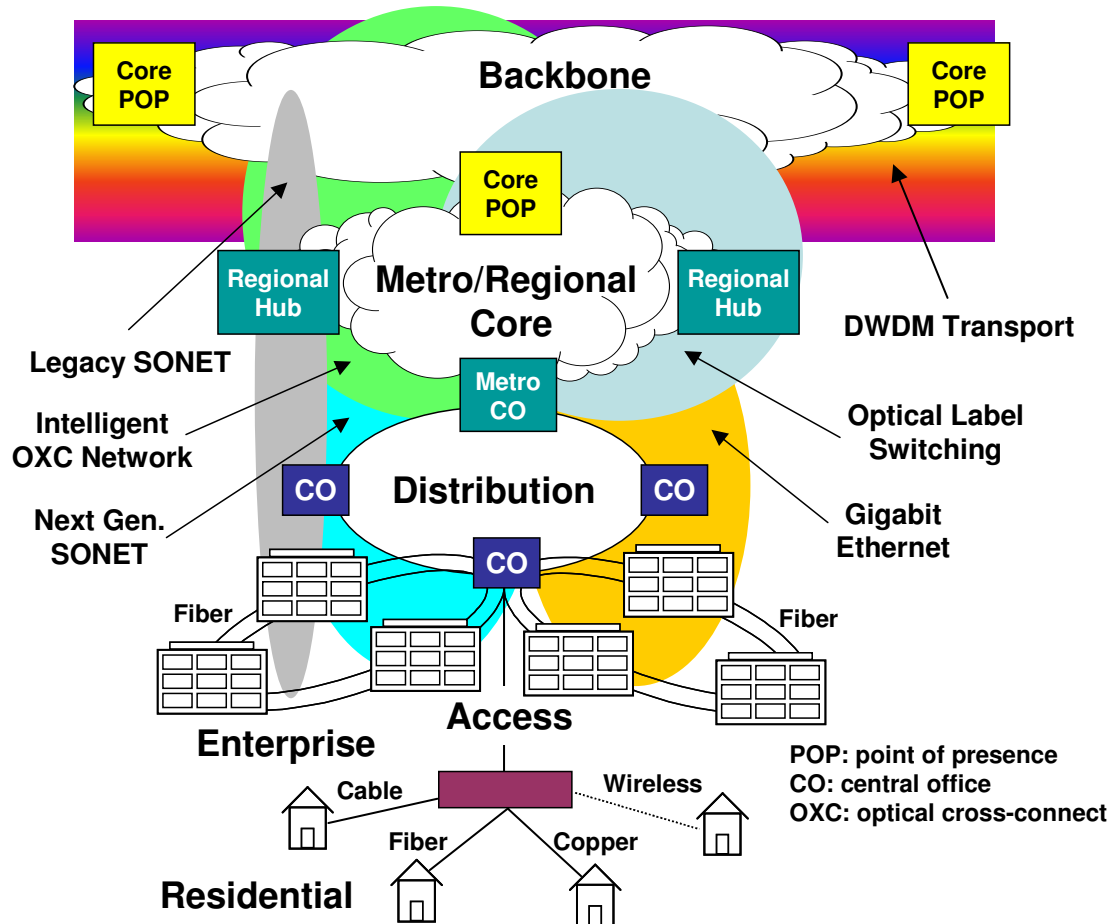 Core
POP
Backbone
Core
POP
Core
POP
Regional
Hub
Metro/Regional
Core
Regional
Hub
Legacy SONET
DWDM Transport
Metro
CO
Intelligent
OXC Network
Optical Label
Switching
CO
Distribution
CO
Next Gen.
SONET
Gigabit
Ethernet
CO
Fiber
Fiber
Access
Enterprise
POP: point of presence
CO: central office
OXC: optical cross-connect
Cable
Wireless
Fiber
Copper
Residential